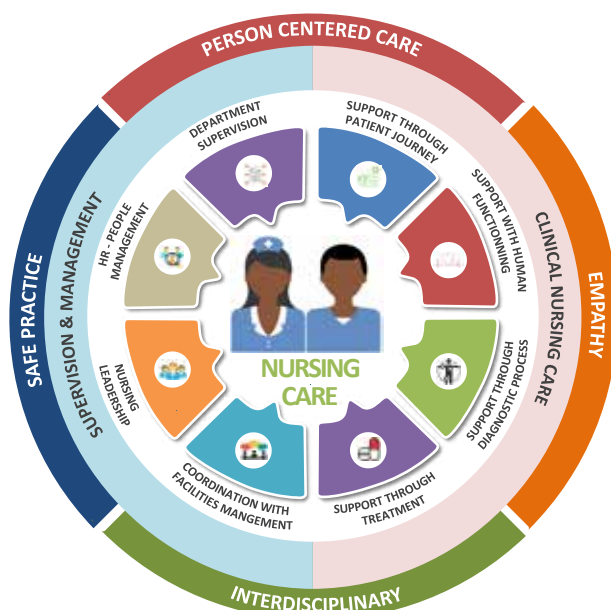 PERSON CENTERED CARE
EMPATHY
INTERDISCIPLINARY
SAFE PRACTICE
SUPERVISION & MANAGEMENT
CLINICAL NURSING CARE
DEPARTMENT
SUPERVISION
SUPPORT THROUGH
PATIENT JOURNEY
SUPPORT WITH HUMAN
FUNCTIONNING
SUPPORT THROUGH
DIAGNOSTIC PROCESS
SUPPORT THROUGH
TREATMENT
COORDINATION WITH
FACILITIES MANGEMENT
NURSING
LEADERSHIP
HR - PEOPLE
MANAGEMENT
NURSING
CARE